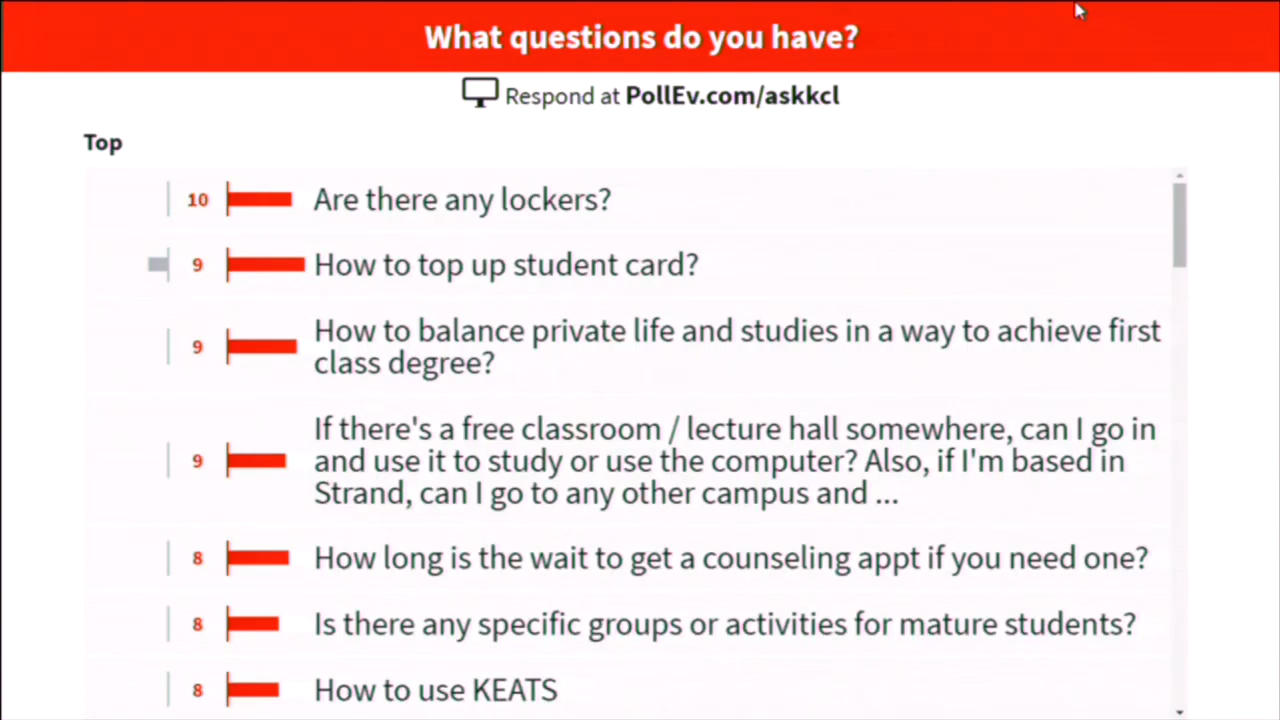 What questions do you have?
Respond at PollEv.com/askkcl
Top
10 Are there any lockers?
9 How to top up student card?
9 How to balance private life and studies in a way to achieve first
class degree?
9 If there's a free classroom / lecture hall somewhere, can I go in
and use it to study or use the computer? Also, if I'm based in
Strand, can I go to any other campus and ...
8 How long is the wait to get a counseling appt if you need one?
8 Is there any specific groups or activities for mature students?
8 How to use KEATS